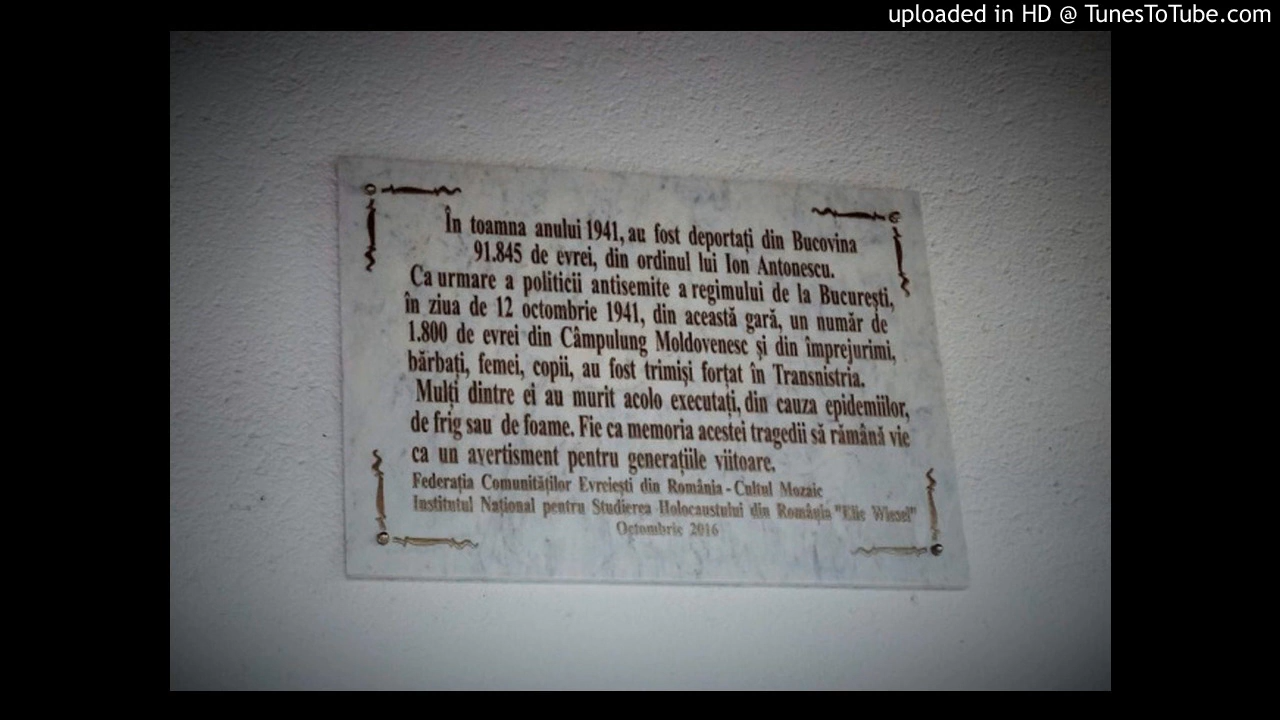 uploaded in HD @ TunesToTube.com
În toamna anului 1941, au fost deportați din Bucovina
91.845 de evrei, din ordinul lui Ion Antonescu.
Ca urmare a politicii antisemite a regimului de la București,
în ziua de 12 octombrie 1941, din această gară, un număr de
1.800 de evrei din Câmpulung Moldovenesc și din împrejurimi,
bărbați, femei, copii, au fost trimiși forțat în Transnistria.
Mulți dintre ei au murit acolo executați, din cauza epidemiilor,
de frig sau de foame. Fie ca memoria acestei tragedii să rămână vie
ca un avertisment pentru generațiile viitoare.
Federația Comunităților Evreiești din România - Cultul Mozaic
Institutul Național pentru Studierea Holocaustului din România "Elie Wiesel"
Octombrie 2016